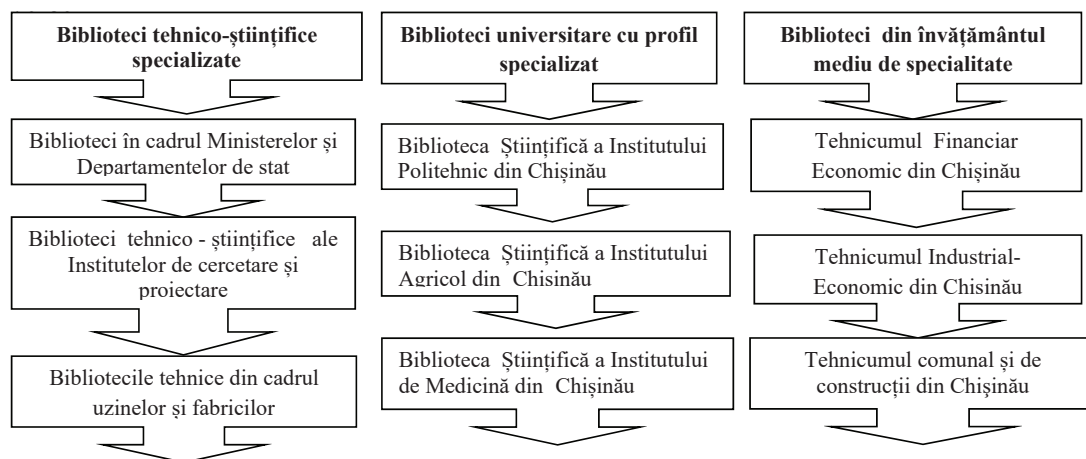 Biblioteci tehnico-științifice
specializate
Biblioteci în cadrul Ministerelor și
Departamentelor de stat
Biblioteci tehnico - științifice ale
Institutelor de cercetare și
proiectare
Bibliotecile tehnice din cadrul
uzinelor și fabricilor
Biblioteci universitare cu profil
specializat
Biblioteca Științifică a Institutului
Politehnic din Chișinău
Biblioteca Științifică a Institutului
Agricol din Chisinău
Biblioteca Științifică a Institutului
de Medicină din Chișinău
Biblioteci din învățământul
mediu de specialitate
Tehnicumul Financiar
Economic din Chișinău
Tehnicumul Industrial-
Economic din Chisinău
Tehnicumul comunal și de
construcții din Chişinău